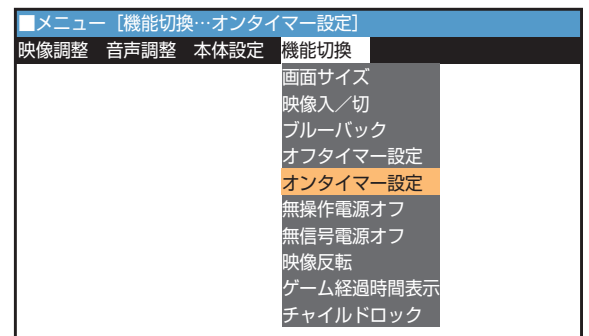 ■メニュー［機能切換…オンタイマー設定］
映像調整 音声調整 本体設定 機能切換
画面サイズ
映像入／切
ブルーバック
オフタイマー設定
オンタイマー設定
無操作電源オフ
無信号電源オフ
映像反転
ゲーム経過時間表示
チャイルドロック